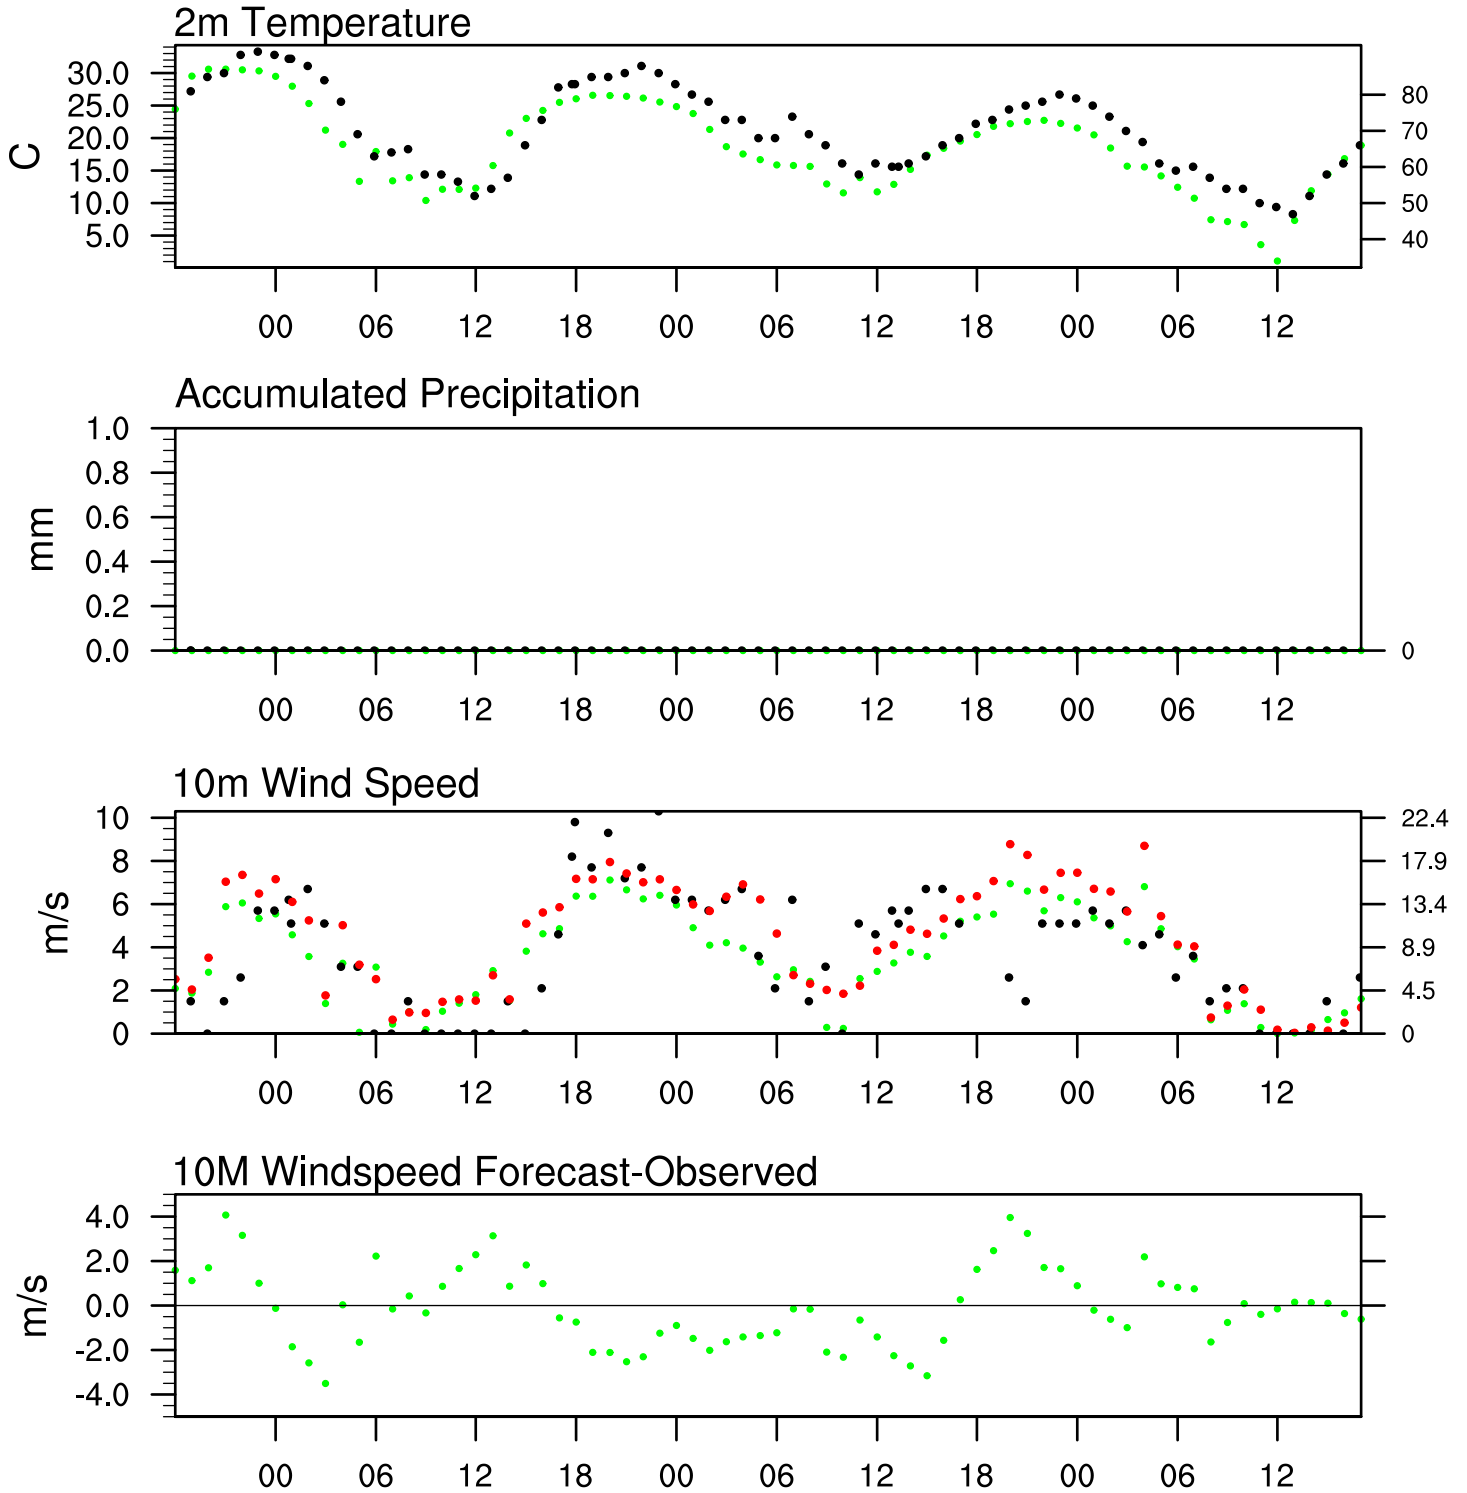 2m Temperature
30.0
25.0
20.0
15.0
10.0
5.0
C
80
70
60
50
40
00 06 12 18 00 06 12 18 00 06 12
Accumulated Precipitation
1.0
0.8
0.6
0.4
0.2
0.0
mm
0
00 06 12 18 00 06 12 18 00 06 12
10m Wind Speed
10
8
6
4
2
0
m/s
22.4
17.9
13.4
8.9
4.5
0
00 06 12 18 00 06 12 18 00 06 12
10M Windspeed Forecast-Observed
4.0
2.0
0.0
-2.0
-4.0
m/s
00 06 12 18 00 06 12 18 00 06 12